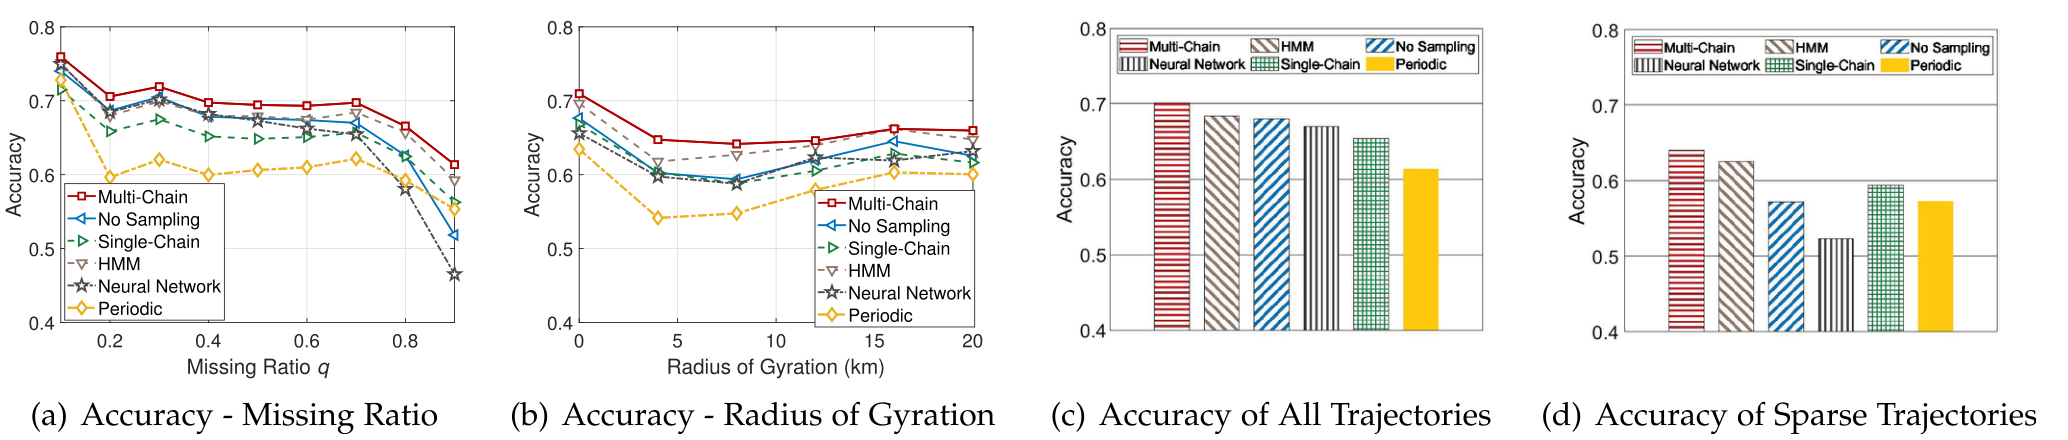 0.8
0.7
0.6
0.5
0.4
Accuracy
Multi-Chain
No Sampling
Single-Chain
HMM
Neural Network
Periodic
0.2
0.4
0.6
0.8
Missing Ratio q
(a) Accuracy - Missing Ratio
0.8
0.7
0.6
0.5
0.4
Accuracy
Multi-Chain
No Sampling
Single-Chain
HMM
Neural Network
Periodic
0
5
10
15
20
Radius of Gyration (km)
(b) Accuracy - Radius of Gyration
0.8
0.7
0.6
0.5
0.4
Accuracy
Multi-Chain HMM No Sampling
Neural Network Single-Chain Periodic
(c) Accuracy of All Trajectories
0.8
0.7
0.6
0.5
0.4
Accuracy
Multi-Chain HMM No Sampling
Neural Network Single-Chain Periodic
(d) Accuracy of Sparse Trajectories